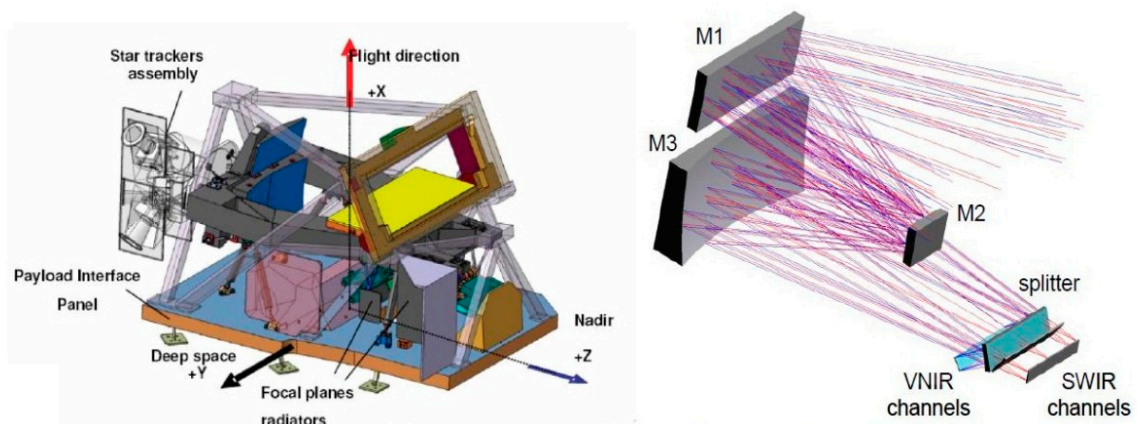 Star trackers
assembly
Flight direction
+X
Payload Interface
Panel
Deep space
+Y
Focal planes
radiators
Nadir
+Z
M1
M3
M2
splitter
VNIR
channels
SWIR
channels